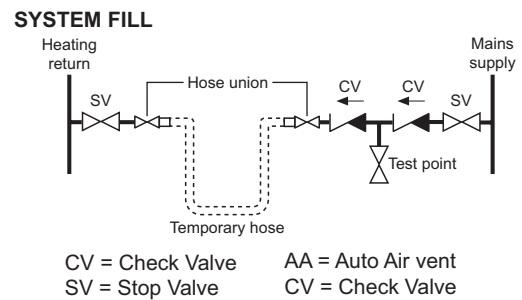 SYSTEM FILL
Heating
return
Mains
supply
SV
Hose union
CV
CV
SV
Test point
Temporary hose
CV = Check Valve
SV = Stop Valve
AA = Auto Air vent
CV = Check Valve